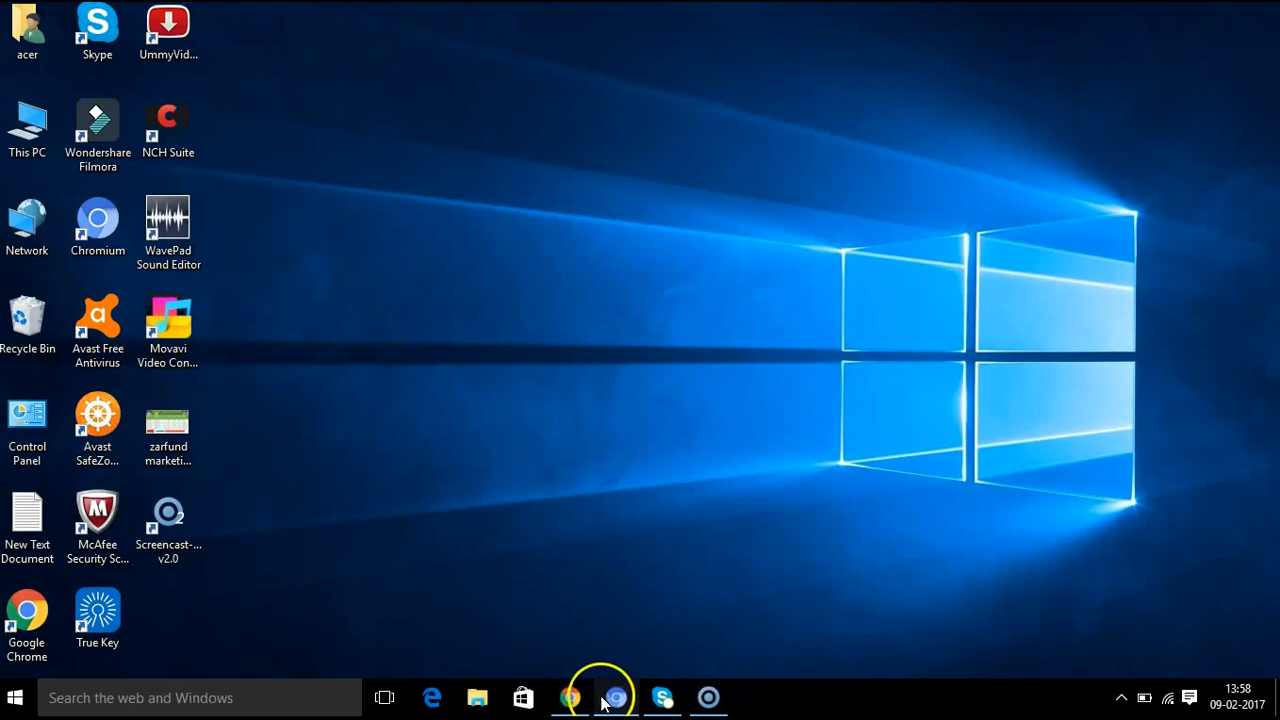 acer
Skype
UmmyVid...
This PC
Wondershare
Filmora
NCH Suite
Network
Chromium
WavePad
Sound Editor
Recycle Bin
Avast Free
Antivirus
Movavi
Video Con...
Control
Panel
Avast
SafeZo...
zarfund
marketi...
New Text
Document
McAfee
Security Sc...
Screencast-...
v2.0
Google
Chrome
True Key
Search the web and Windows
13:58
09-02-2017